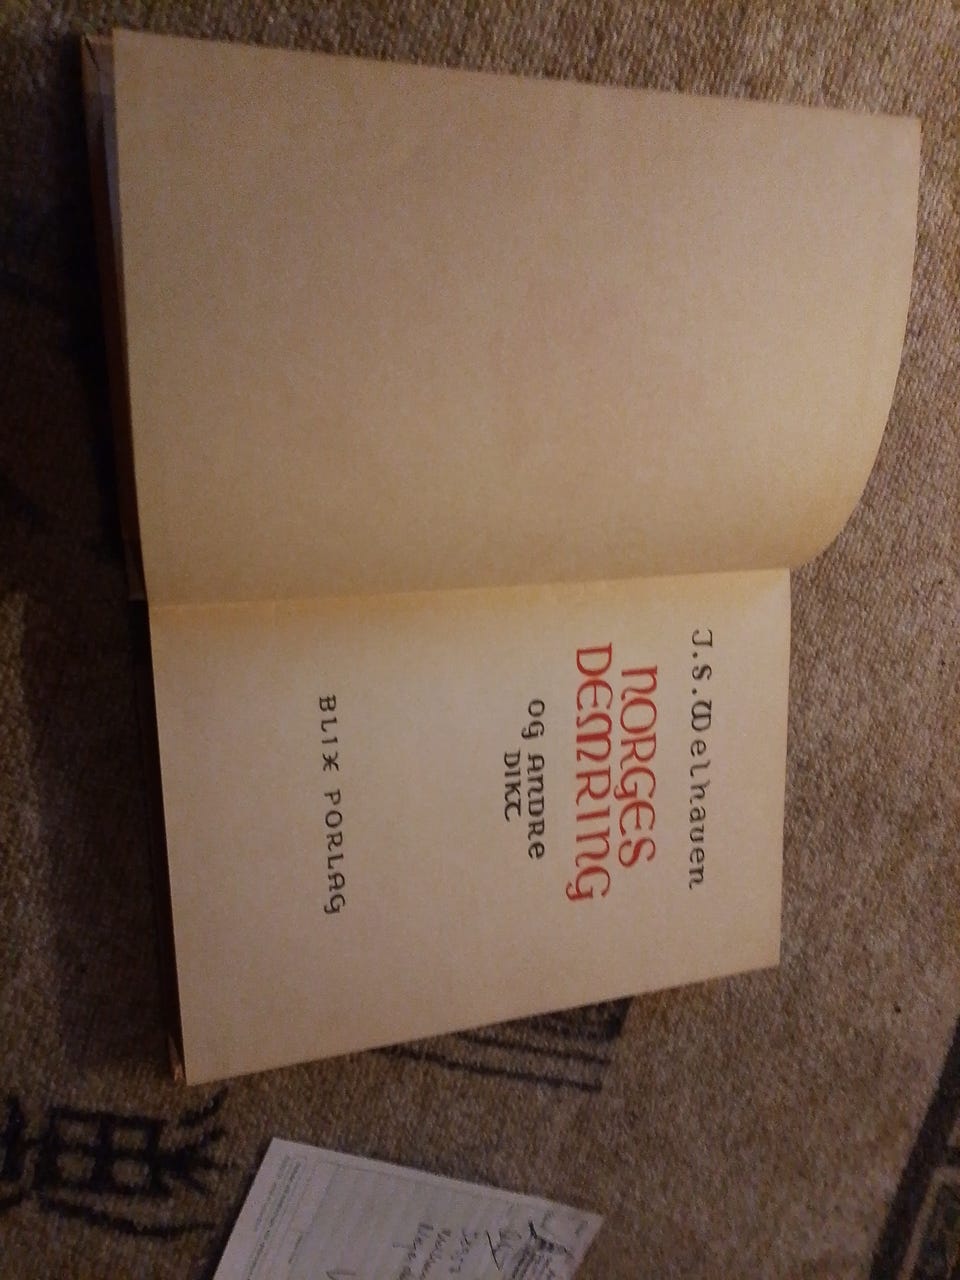 J.S.Welhaven
NORGES
DEMRING
OG ANDRE
DIKT
BLIX FORLAG